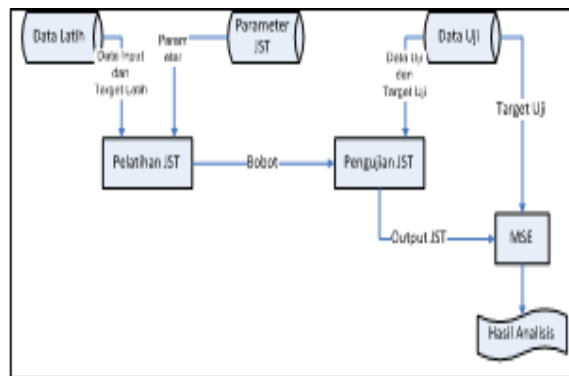 Data Latih
Parameter
JST
Data Uji
Data Input
dan
Target Latih
Param
eter
Data Uji
dan
Target Uji
Target Uji
Pelatihan JST
Bobot
Pengujian JST
Output JST
MSE
Hasil Analisis